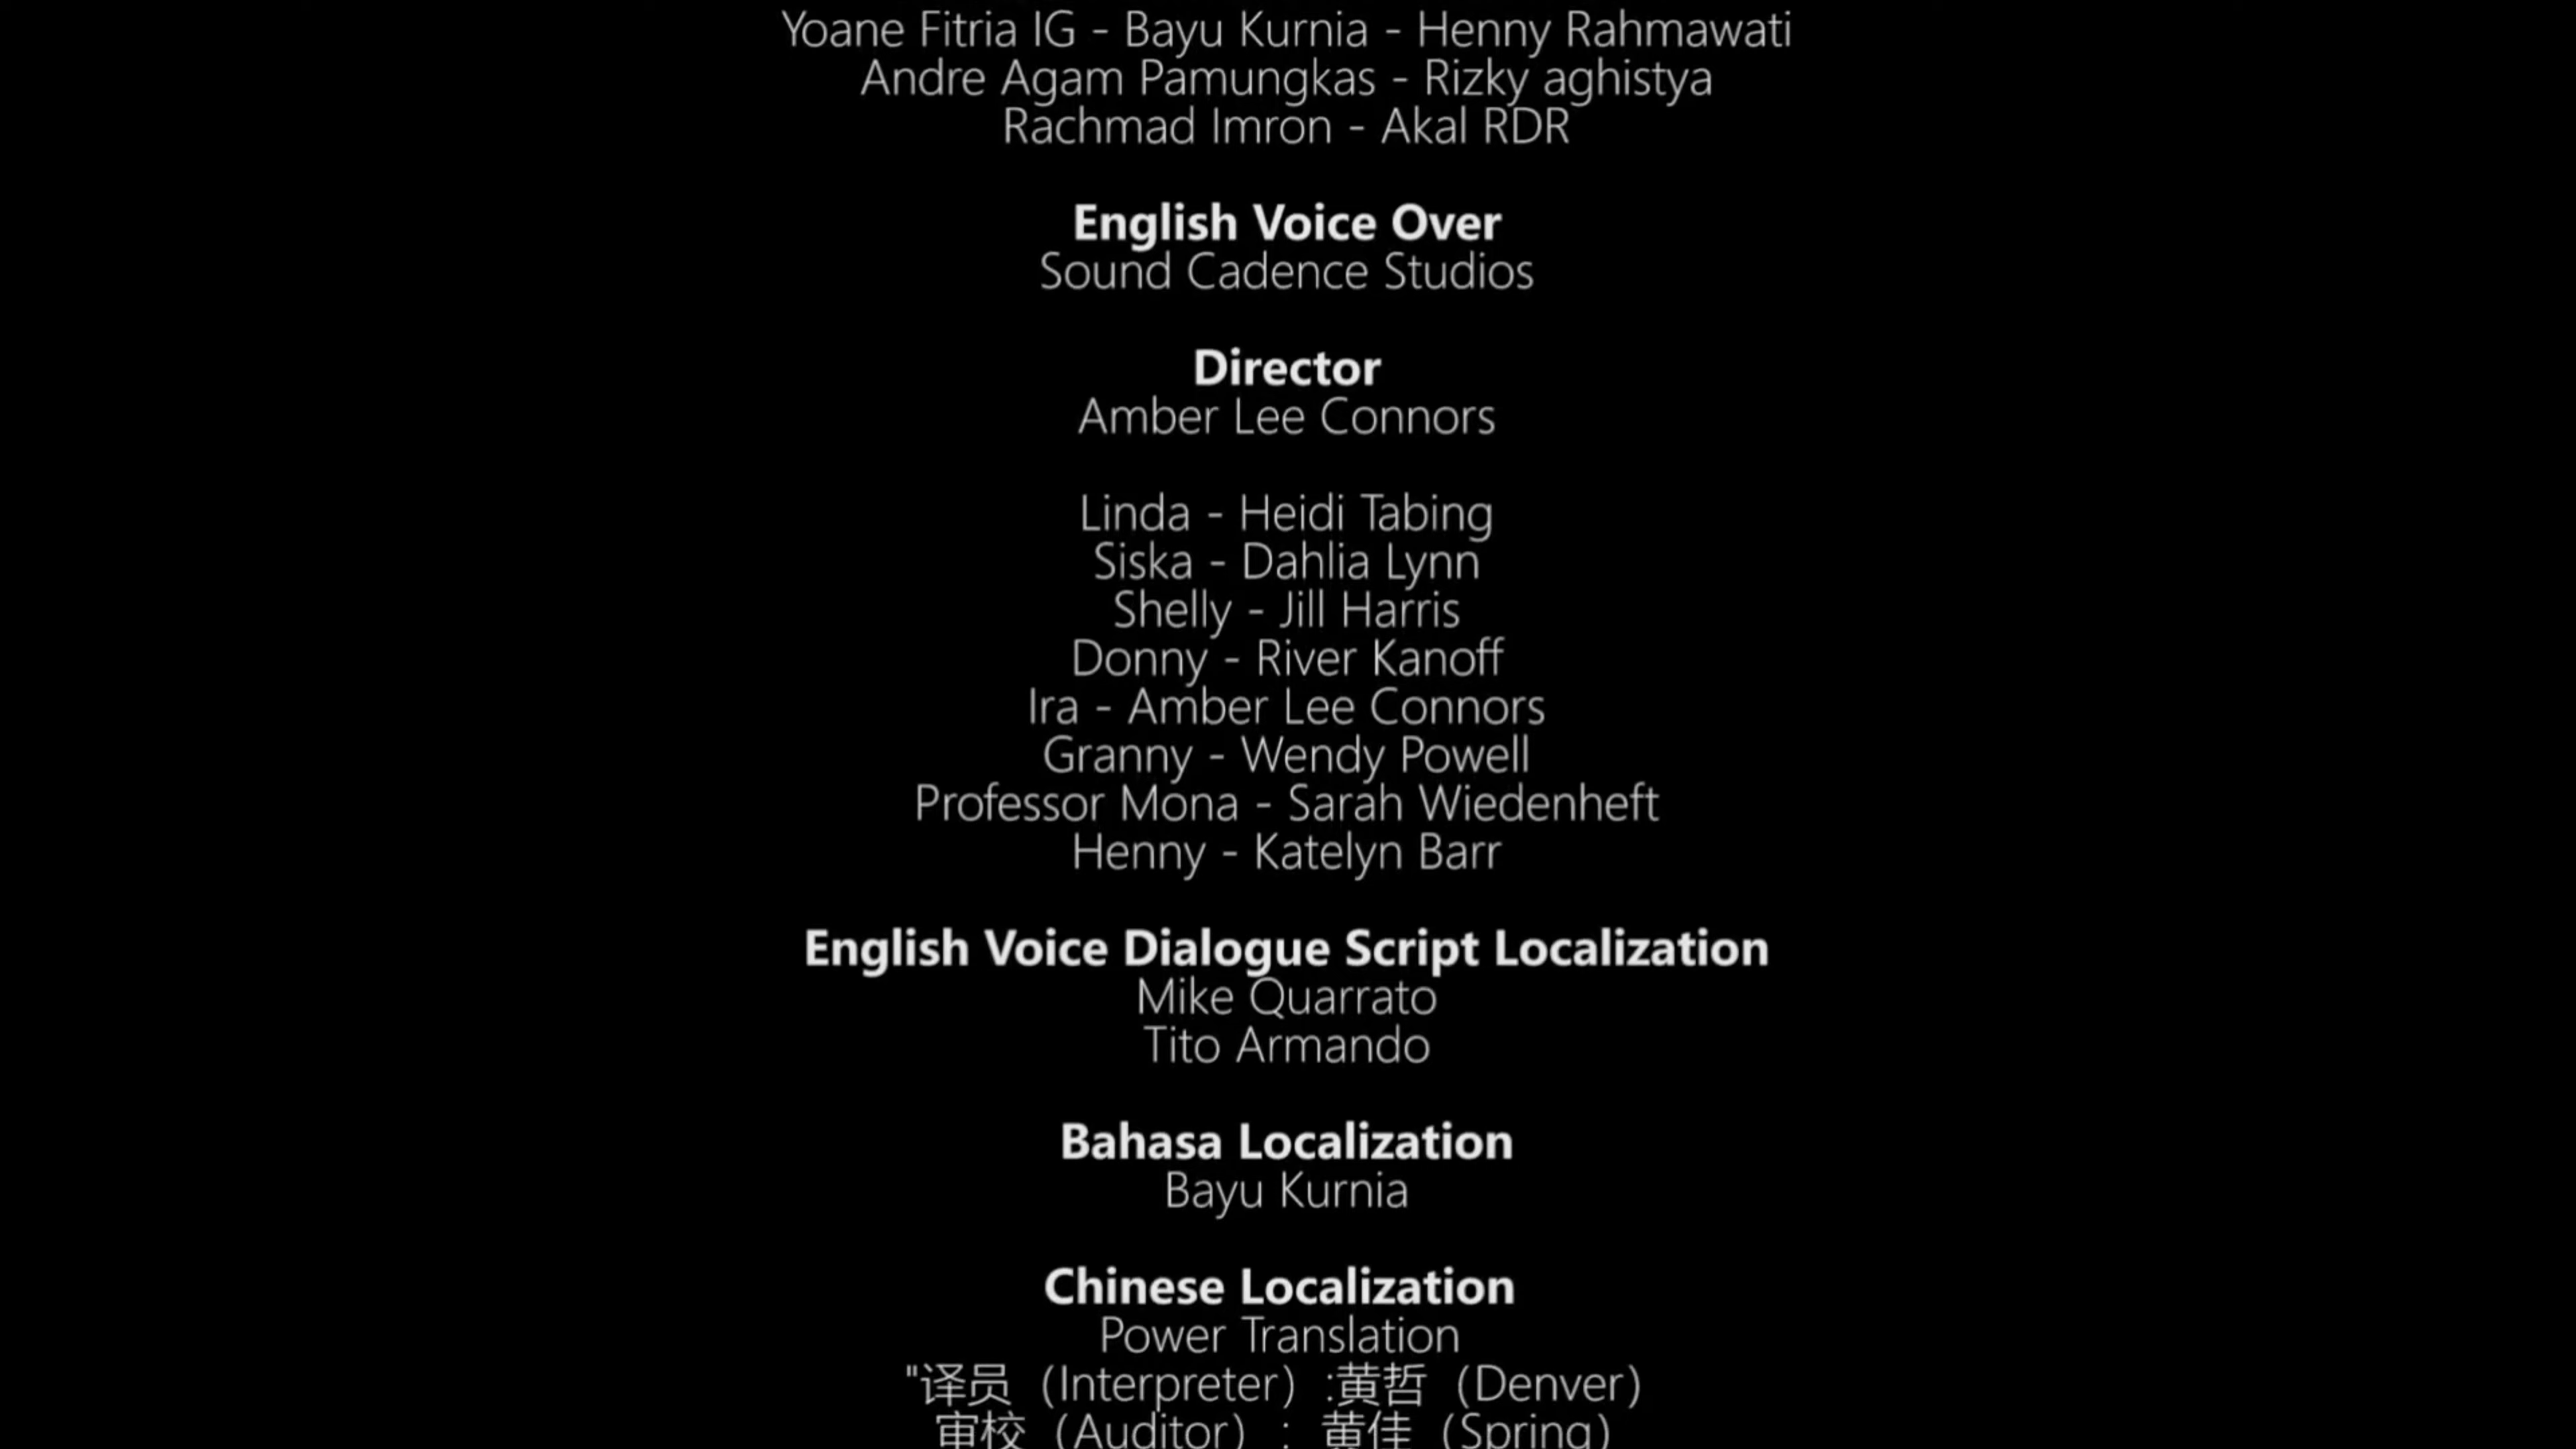 Yoane Fitria IG - Bayu Kurnia - Henny Rahmawati
Andre Agam Pamungkas - Rizky aghistya
Rachmad Imron - Akal RDR
English Voice Over
Sound Cadence Studios
Director
Amber Lee Connors
Linda - Heidi Tabing
Siska - Dahlia Lynn
Shelly - Jill Harris
Donny - River Kanoff
Ira - Amber Lee Connors
Granny - Wendy Powell
Professor Mona - Sarah Wiedenheft
Henny - Katelyn Barr
English Voice Dialogue Script Localization
Mike Quarrato
Tito Armando
Bahasa Localization
Bayu Kurnia
Chinese Localization
Power Translation
"译员（Interpreter）:黄哲（Denver）
审校（Auditor）: 黄佳（Spring）